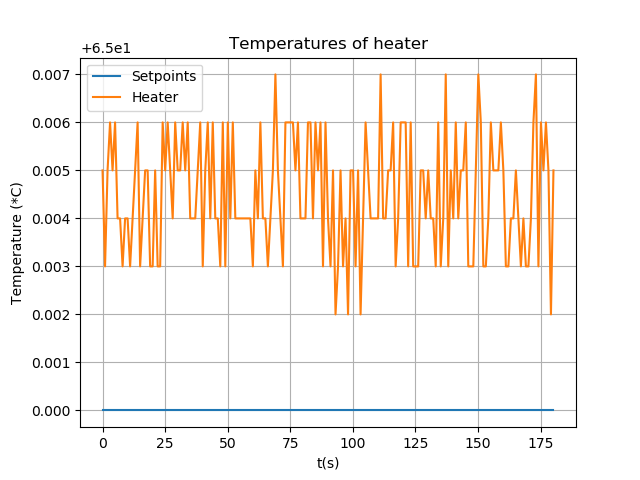 Temperatures of heater
+6.5e1
Setpoints
Heater
0.007
0.006
0.005
0.004
0.003
0.002
0.001
0.000
Temperature (*C)
0 25 50 75 100 125 150 175
t(s)